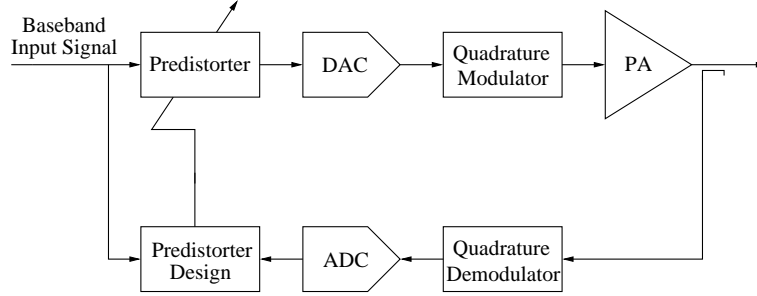 Baseband
Input Signal
Predistorter
DAC
Quadrature
Modulator
PA
Predistorter
Design
ADC
Quadrature
Demodulator